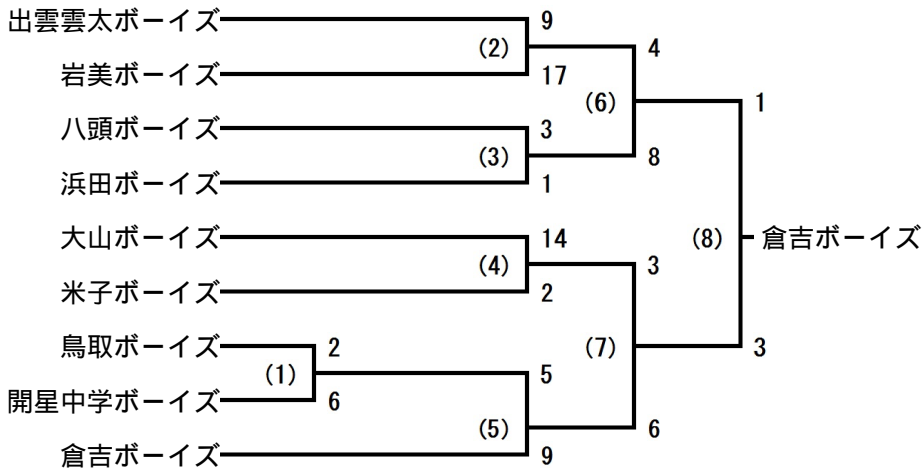 出雲雲太ボーイズ 9
(2) 4
岩美ボーイズ 17
(6) 1
八頭ボーイズ 3
(3) 8
浜田ボーイズ 1
大山ボーイズ 14
(8) 倉吉ボーイズ
(4) 3
米子ボーイズ 2
鳥取ボーイズ 2
(7) 3
(1) 5
開星中学ボーイズ 6
(5) 6
倉吉ボーイズ 9